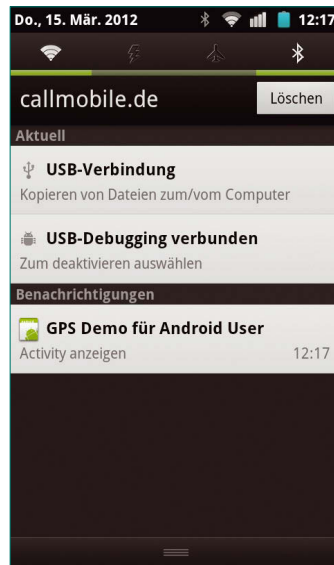 Do., 15. Mär. 2012 12:17
callmobile.de Löschen
Aktuell
USB-Verbindung
Kopieren von Dateien zum/vom Computer
USB-Debugging verbunden
Zum deaktivieren auswählen
Benachrichtigungen
GPS Demo für Android User
Activity anzeigen 12:17